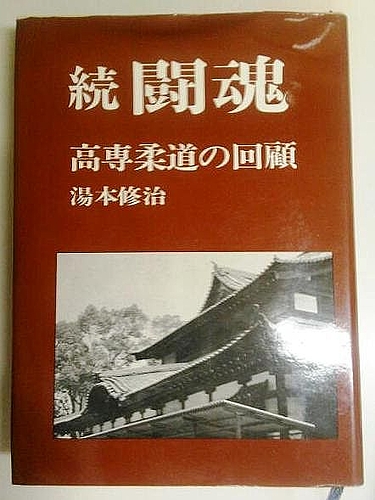 続 闘魂
高専柔道の回顧
湯本修治